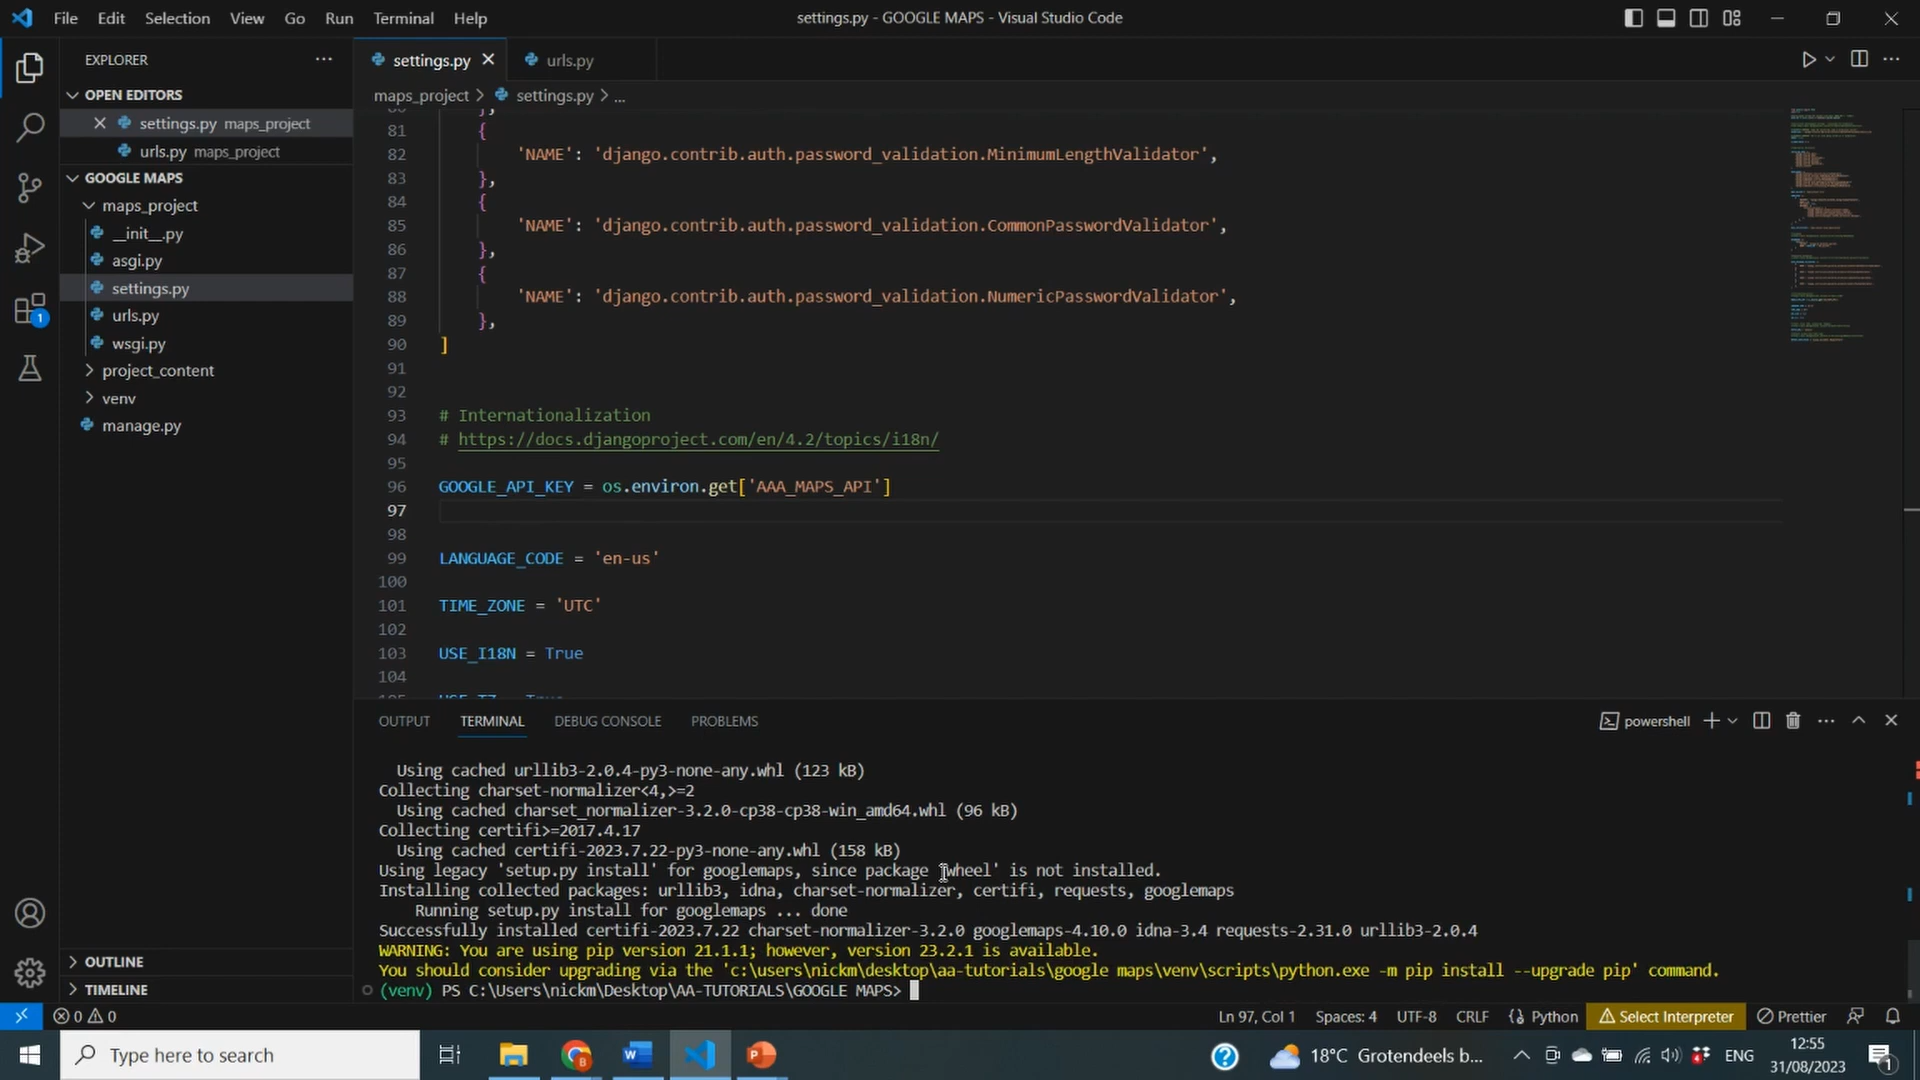 File Edit Selection View Go Run Terminal Help
settings.py - GOOGLE MAPS - Visual Studio Code
EXPLORER
OPEN EDITORS
settings.py maps_project
urls.py maps_project
GOOGLE MAPS
maps_project
__init__.py
asgi.py
settings.py
urls.py
wsgi.py
project_content
venv
manage.py
OUTLINE
TIMELINE
1
settings.py
urls.py
maps_project > settings.py > ...
81 {
82 'NAME': 'django.contrib.auth.password_validation.MinimumLengthValidator',
83 },
84 {
85 'NAME': 'django.contrib.auth.password_validation.CommonPasswordValidator',
86 },
87 {
88 'NAME': 'django.contrib.auth.password_validation.NumericPasswordValidator',
89 },
90 ]
91
92
93 # Internationalization
94 # https://docs.djangoproject.com/en/4.2/topics/i18n/
95
96 GOOGLE_API_KEY = os.environ.get['AAA_MAPS_API']
97
98
99 LANGUAGE_CODE = 'en-us'
100
101 TIME_ZONE = 'UTC'
102
103 USE_I18N = True
104
OUTPUT TERMINAL DEBUG CONSOLE PROBLEMS
powershell
Using cached urllib3-2.0.4-py3-none-any.whl (123 kB)
Collecting charset-normalizer<4,>=2
Using cached charset_normalizer-3.2.0-cp38-cp38-win_amd64.whl (96 kB)
Collecting certifi>=2017.4.17
Using cached certifi-2023.7.22-py3-none-any.whl (158 kB)
Using legacy 'setup.py install' for googlemaps, since package 'wheel' is not installed.
Installing collected packages: urllib3, idna, charset-normalizer, certifi, requests, googlemaps
Running setup.py install for googlemaps ... done
Successfully installed certifi-2023.7.22 charset-normalizer-3.2.0 googlemaps-4.10.0 idna-3.4 requests-2.31.0 urllib3-2.0.4
WARNING: You are using pip version 21.1.1; however, version 23.2.1 is available.
You should consider upgrading via the 'c:\users\nickm\desktop\aa-tutorials\google maps\venv\scripts\python.exe -m pip install --upgrade pip' command.
(venv) PS C:\Users\nickm\Desktop\AA-TUTORIALS\GOOGLE MAPS>
0 0
Ln 97, Col 1 Spaces: 4 UTF-8 CRLF Python Select Interpreter Prettier
Type here to search
18°C Grotendeels b...
ENG
12:55
31/08/2023
1